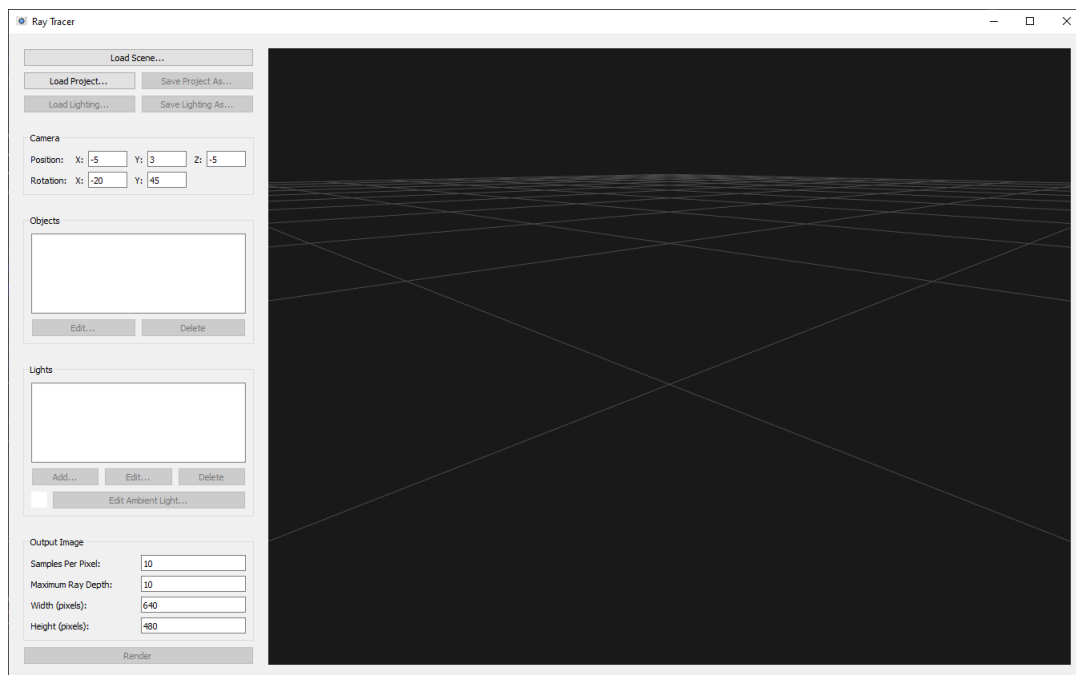 Ray Tracer
Load Scene...
Load Project... Save Project As...
Load Lighting... Save Lighting As...
Camera
Position: X: -5 Y: 3 Z: -5
Rotation: X: -20 Y: 45
Objects
Edit... Delete
Lights
Add... Edit... Delete
Edit Ambient Light...
Output Image
Samples Per Pixel: 10
Maximum Ray Depth: 10
Width (pixels): 640
Height (pixels): 480
Render